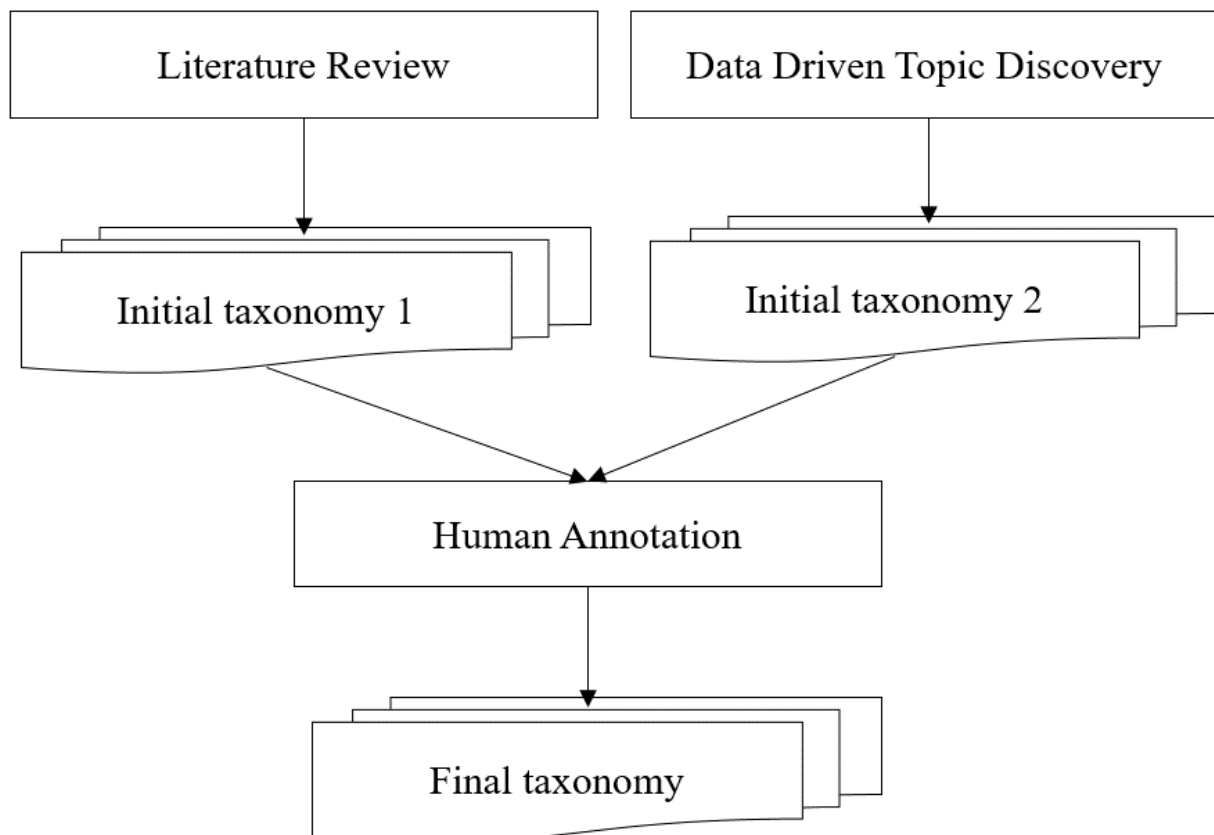 Literature Review
Data Driven Topic Discovery
Initial taxonomy 1
Initial taxonomy 2
Human Annotation
Final taxonomy